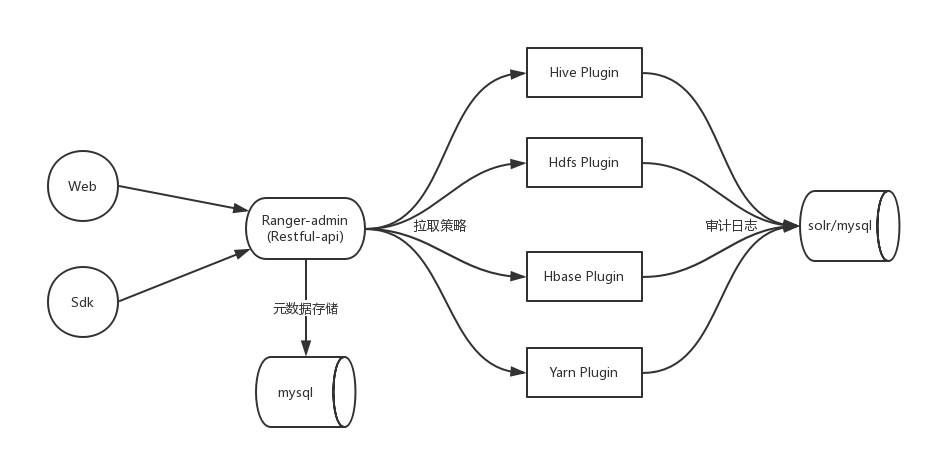 Hive Plugin
Hdfs Plugin
Web
Ranger-admin
(Restful-api)
拉取策略
审计日志
solr/mysql
Hbase Plugin
Sdk
元数据存储
Yarn Plugin
mysql